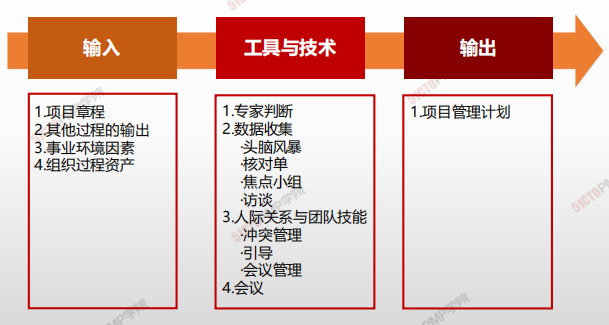 输入
1.项目章程
2.其他过程的输出
3.事业环境因素
4.组织过程资产
工具与技术
1.专家判断
2.数据收集
·头脑风暴
·核对单
·焦点小组
·访谈
3.人际关系与团队技能
·冲突管理
·引导
·会议管理
4.会议
输出
1.项目管理计划
51CTOPMP学院